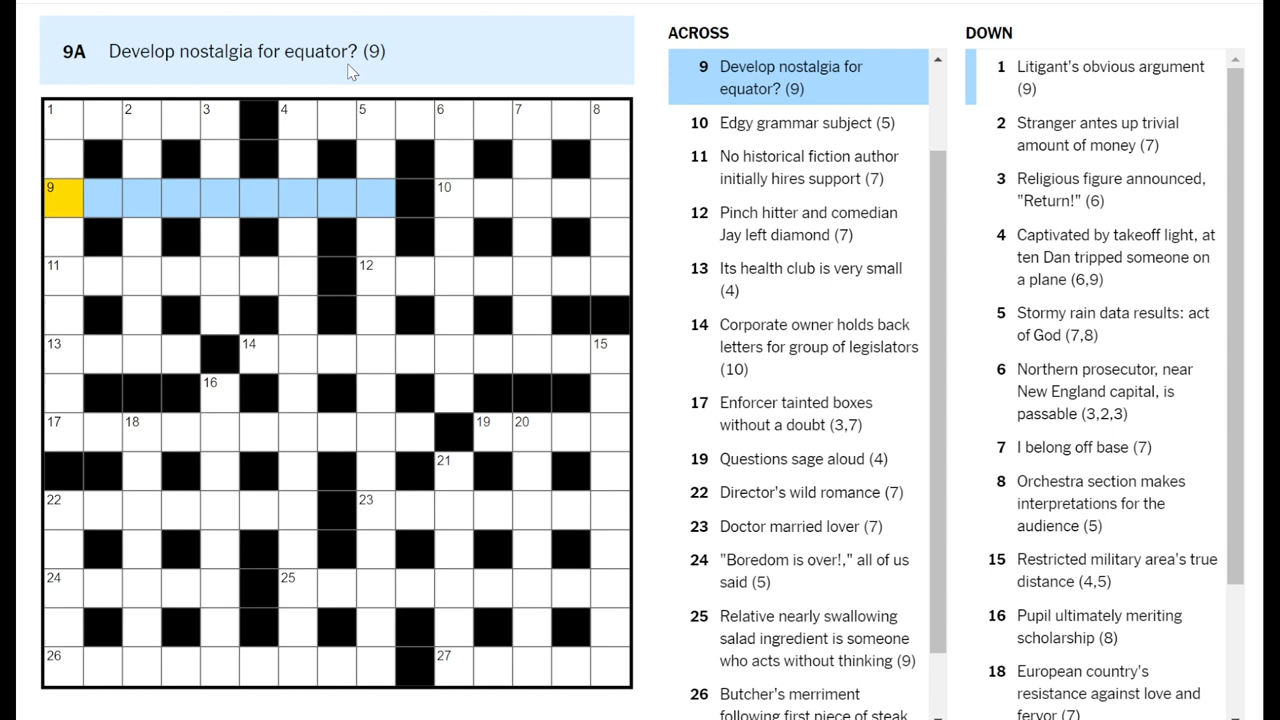 9A Develop nostalgia for equator? (9)
1 2 3 4 5 6 7 8
9 10
11 12
13 14 15
16
17 18 19 20
21
22 23
24 25
26 27
ACROSS
9 Develop nostalgia for
equator? (9)
10 Edgy grammar subject (5)
11 No historical fiction author
initially hires support (7)
12 Pinch hitter and comedian
Jay left diamond (7)
13 Its health club is very small
(4)
14 Corporate owner holds back
letters for group of legislators
(10)
17 Enforcer tainted boxes
without a doubt (3,7)
19 Questions sage aloud (4)
22 Director's wild romance (7)
23 Doctor married lover (7)
24 "Boredom is over!," all of us
said (5)
25 Relative nearly swallowing
salad ingredient is someone
who acts without thinking (9)
26 Butcher's merriment
following first piece of steak
DOWN
1 Litigant's obvious argument
(9)
2 Stranger antes up trivial
amount of money (7)
3 Religious figure announced,
"Return!" (6)
4 Captivated by takeoff light, at
ten Dan tripped someone on
a plane (6,9)
5 Stormy rain data results: act
of God (7,8)
6 Northern prosecutor, near
New England capital, is
passable (3,2,3)
7 I belong off base (7)
8 Orchestra section makes
interpretations for the
audience (5)
15 Restricted military area's true
distance (4,5)
16 Pupil ultimately meriting
scholarship (8)
18 European country's
resistance against love and
fervor (7)